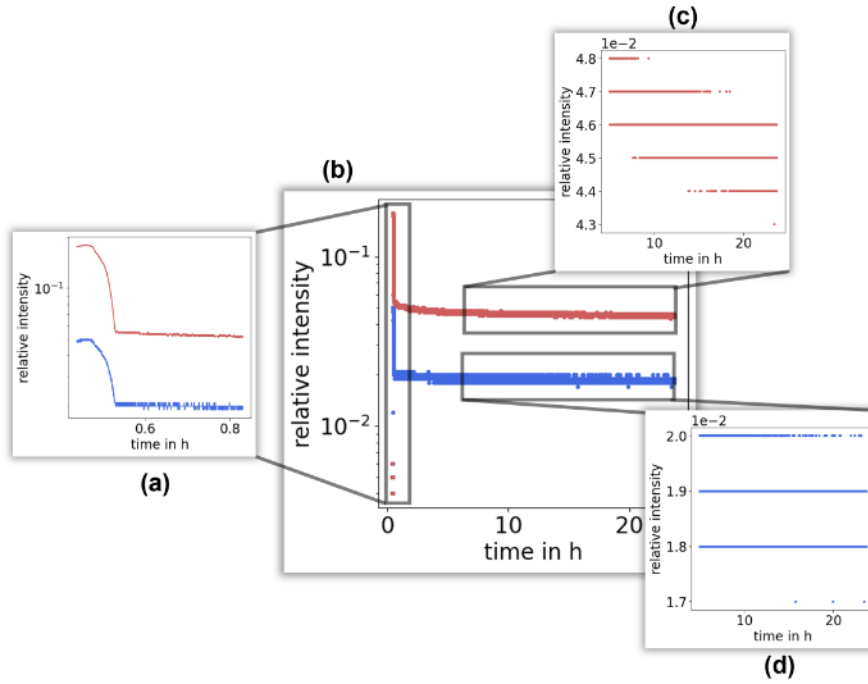 (c)
1e−2
4.8
4.7
4.6
4.5
4.4
4.3
relative intensity
10
20
time in h
(b)
10⁻¹
10⁻²
relative intensity
0
10
20
time in h
10⁻¹
relative intensity
0.6
0.8
time in h
(a)
1e−2
2.0
1.9
1.8
1.7
relative intensity
10
20
time in h
(d)